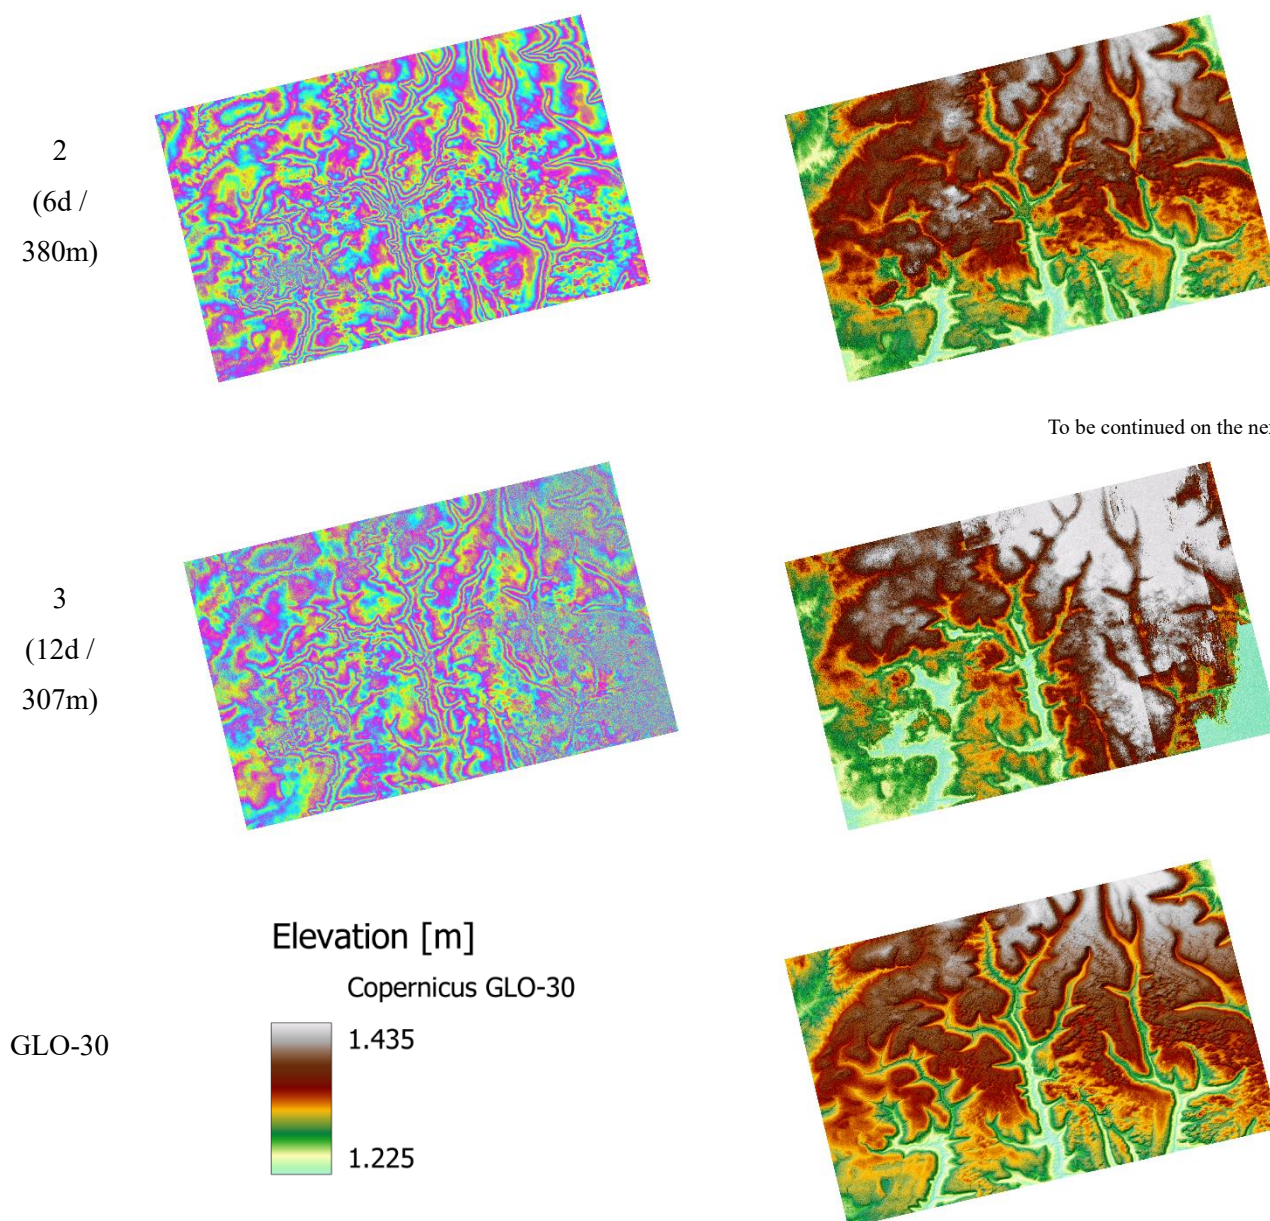 2
(6d /
380m)
To be continued on the ne
3
(12d /
307m)
Elevation [m]
Copernicus GLO-30
1.435
GLO-30
1.225